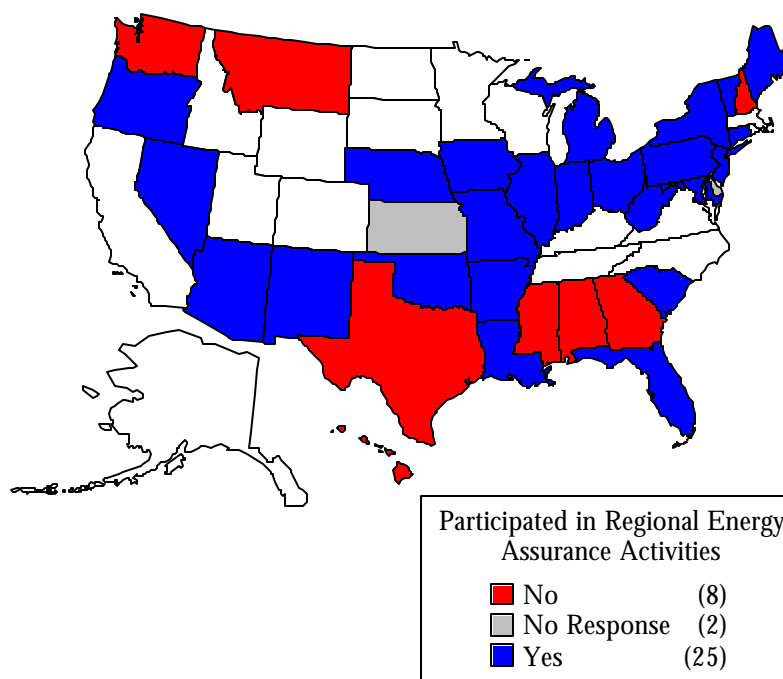 Participated in Regional Energy
Assurance Activities
No (8)
No Response (2)
Yes (25)